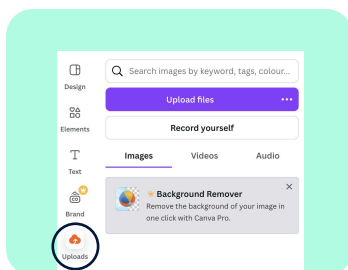 Design
Elements
Text
Brand
Uploads
Search images by keyword, tags, colour...
Upload files
Record yourself
Images Videos Audio
Background Remover
Remove the background of your image in
one click with Canva Pro.